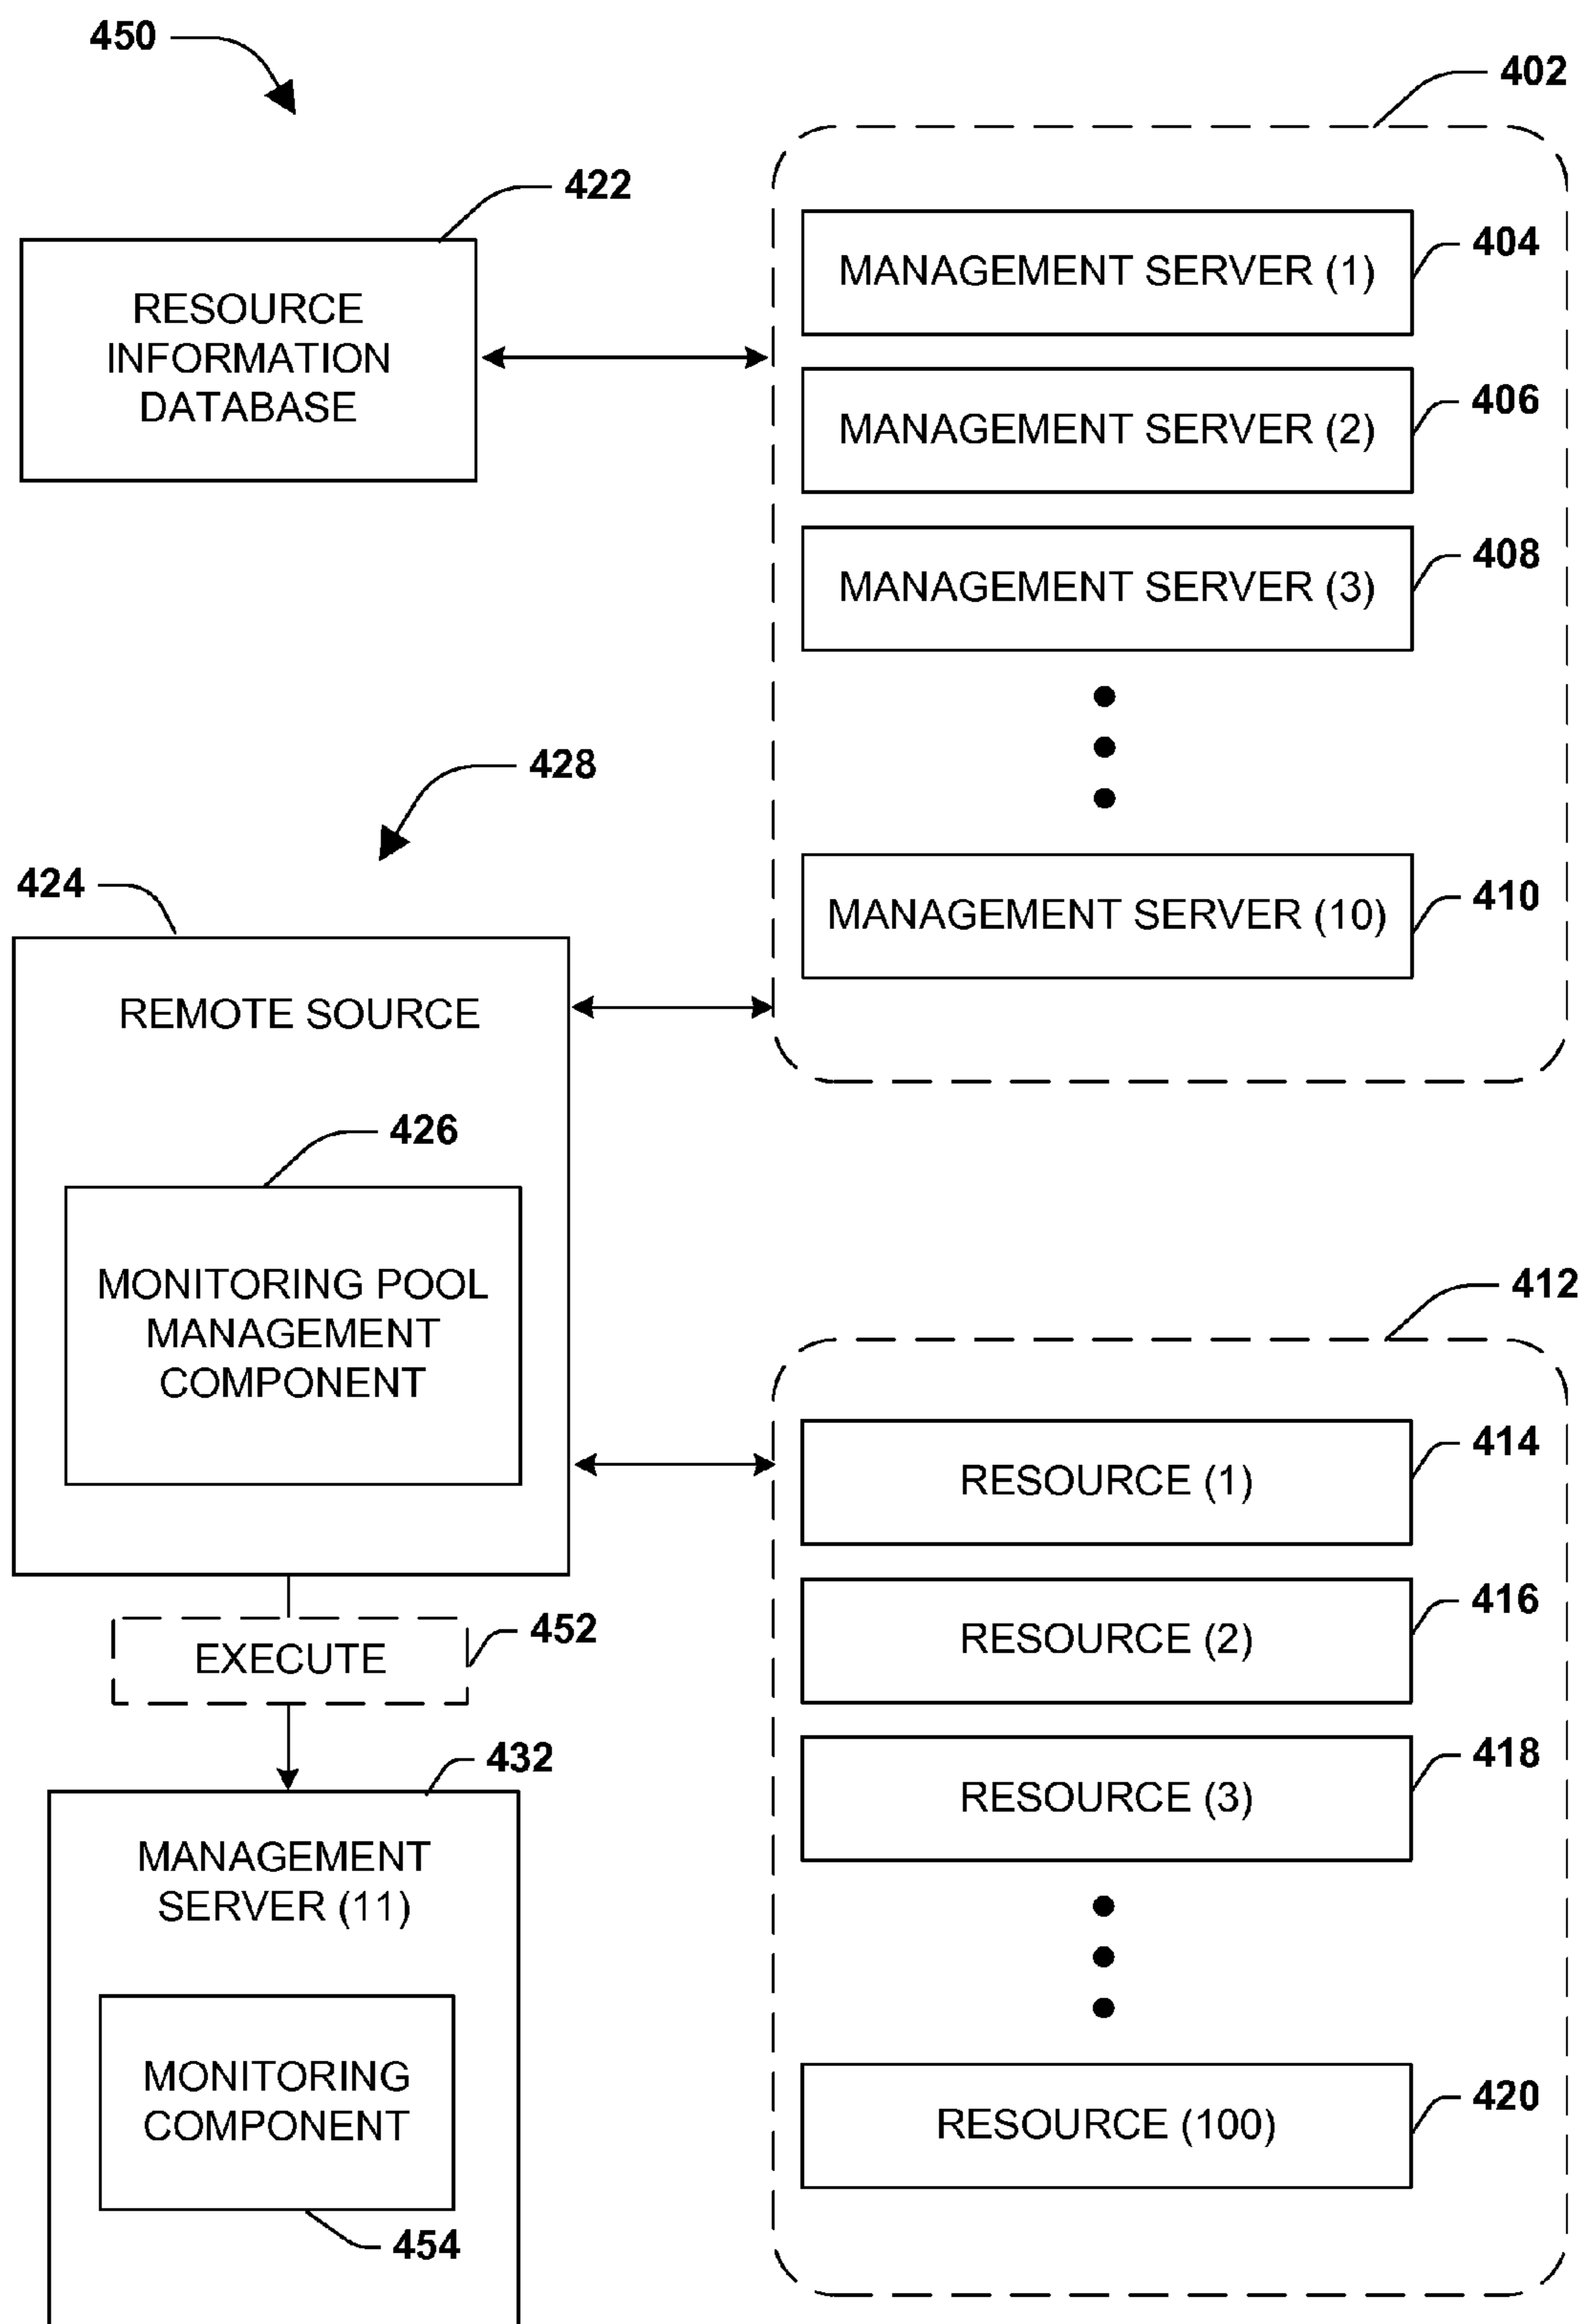 450
402
422
RESOURCE
INFORMATION
DATABASE
MANAGEMENT SERVER (1)
404
MANAGEMENT SERVER (2)
406
MANAGEMENT SERVER (3)
408
MANAGEMENT SERVER (10)
410
428
424
REMOTE SOURCE
426
MONITORING POOL
MANAGEMENT
COMPONENT
412
RESOURCE (1)
414
RESOURCE (2)
416
RESOURCE (3)
418
RESOURCE (100)
420
EXECUTE
452
432
MANAGEMENT
SERVER (11)
MONITORING
COMPONENT
454